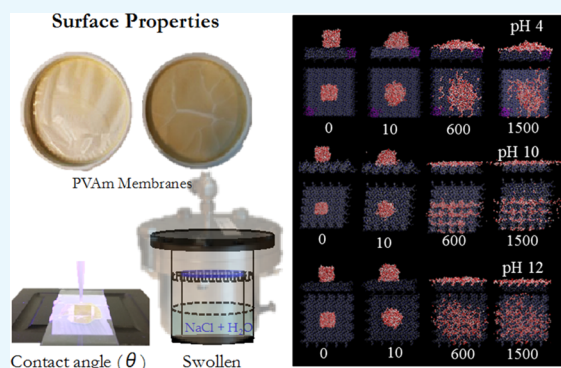 Surface Properties
PVAm Membranes
NaCl + H₂O
Contact angle (θ)
Swollen
pH 4
0 10 600 1500
pH 10
0 10 600 1500
pH 12
0 10 600 1500